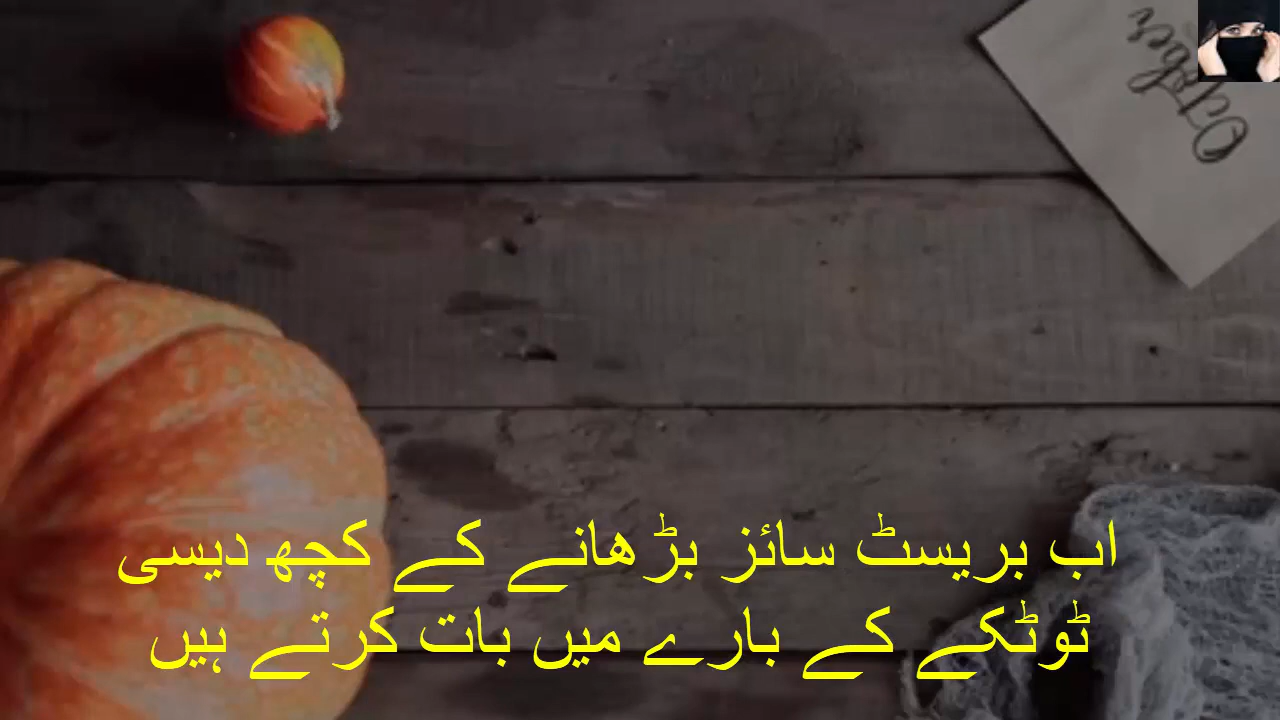 October
اب بریسٹ سائز بڑھانے کے کچھ دیسی
ٹوٹکے کے بارے میں بات کرتے ہیں